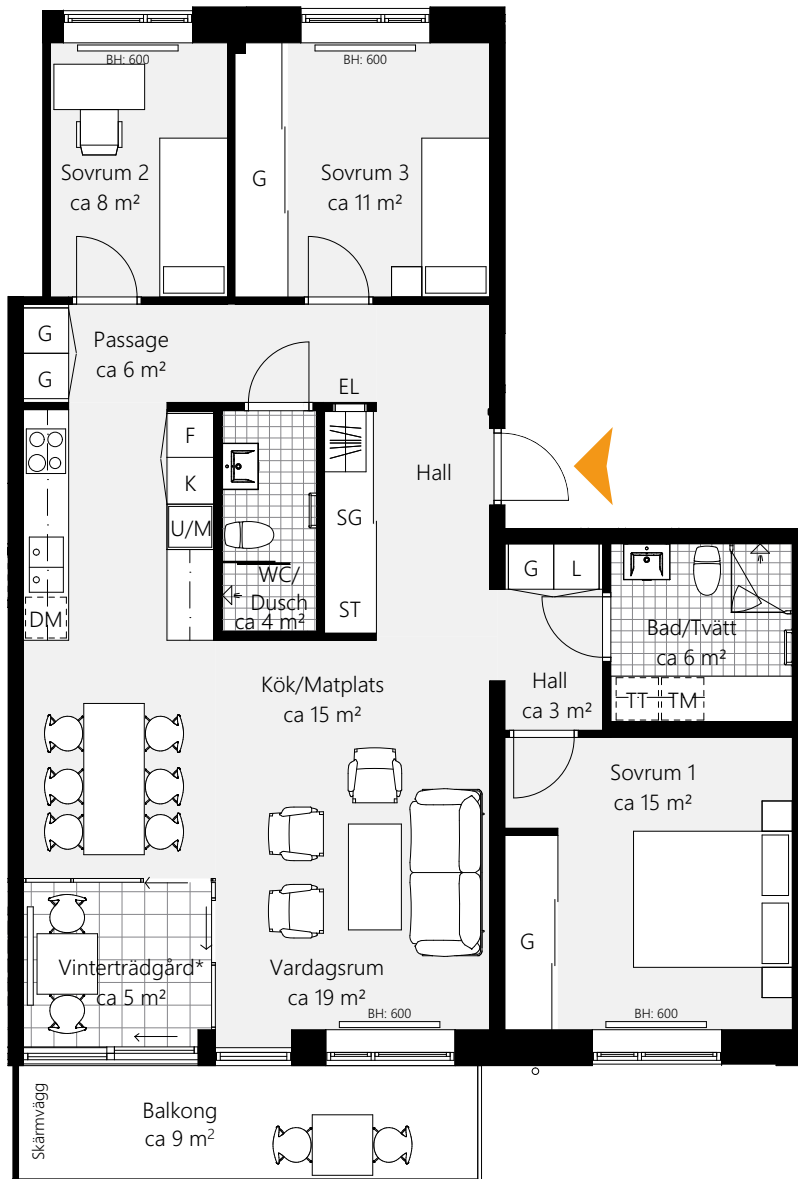 BH: 600
BH: 600
Sovrum 2
ca 8 m²
G
Sovrum 3
ca 11 m²
G
G
Passage
ca 6 m²
EL
F
K
U/M
Hall
SG
ST
WC/
Dusch
ca 4 m²
DM
G
L
Bad/Tvätt
ca 6 m²
TT
TM
Hall
ca 3 m²
Kök/Matplats
ca 15 m²
Sovrum 1
ca 15 m²
G
Vinterträdgård*
ca 5 m²
Vardagsrum
ca 19 m²
BH: 600
BH: 600
Skärmvägg
Balkong
ca 9 m²